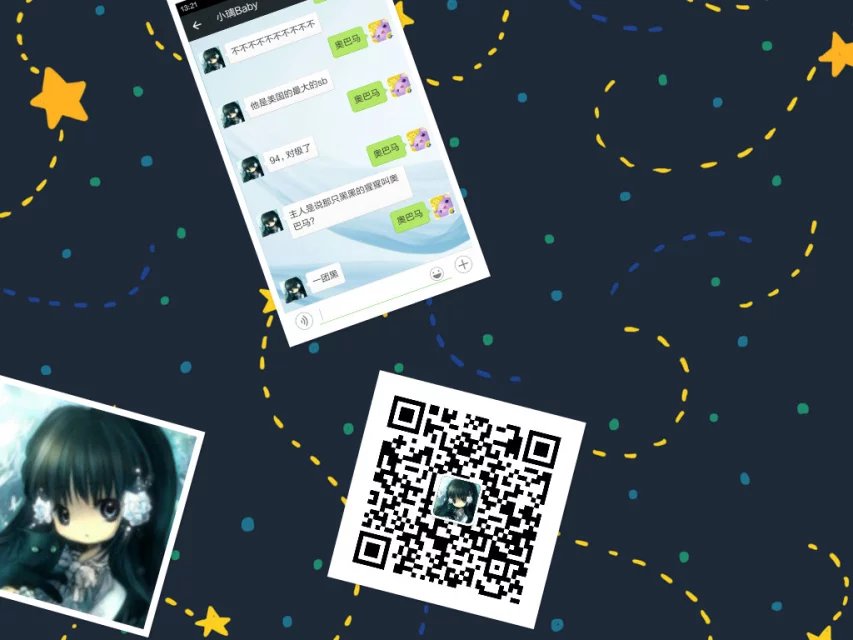 13:21
小璃Baby
不不不不不不不不不不
奥巴马
他是美国的最大的sb
奥巴马
94，对极了
奥巴马
主人是说那只黑黑的猩猩叫奥
巴马?
奥巴马
一团黑